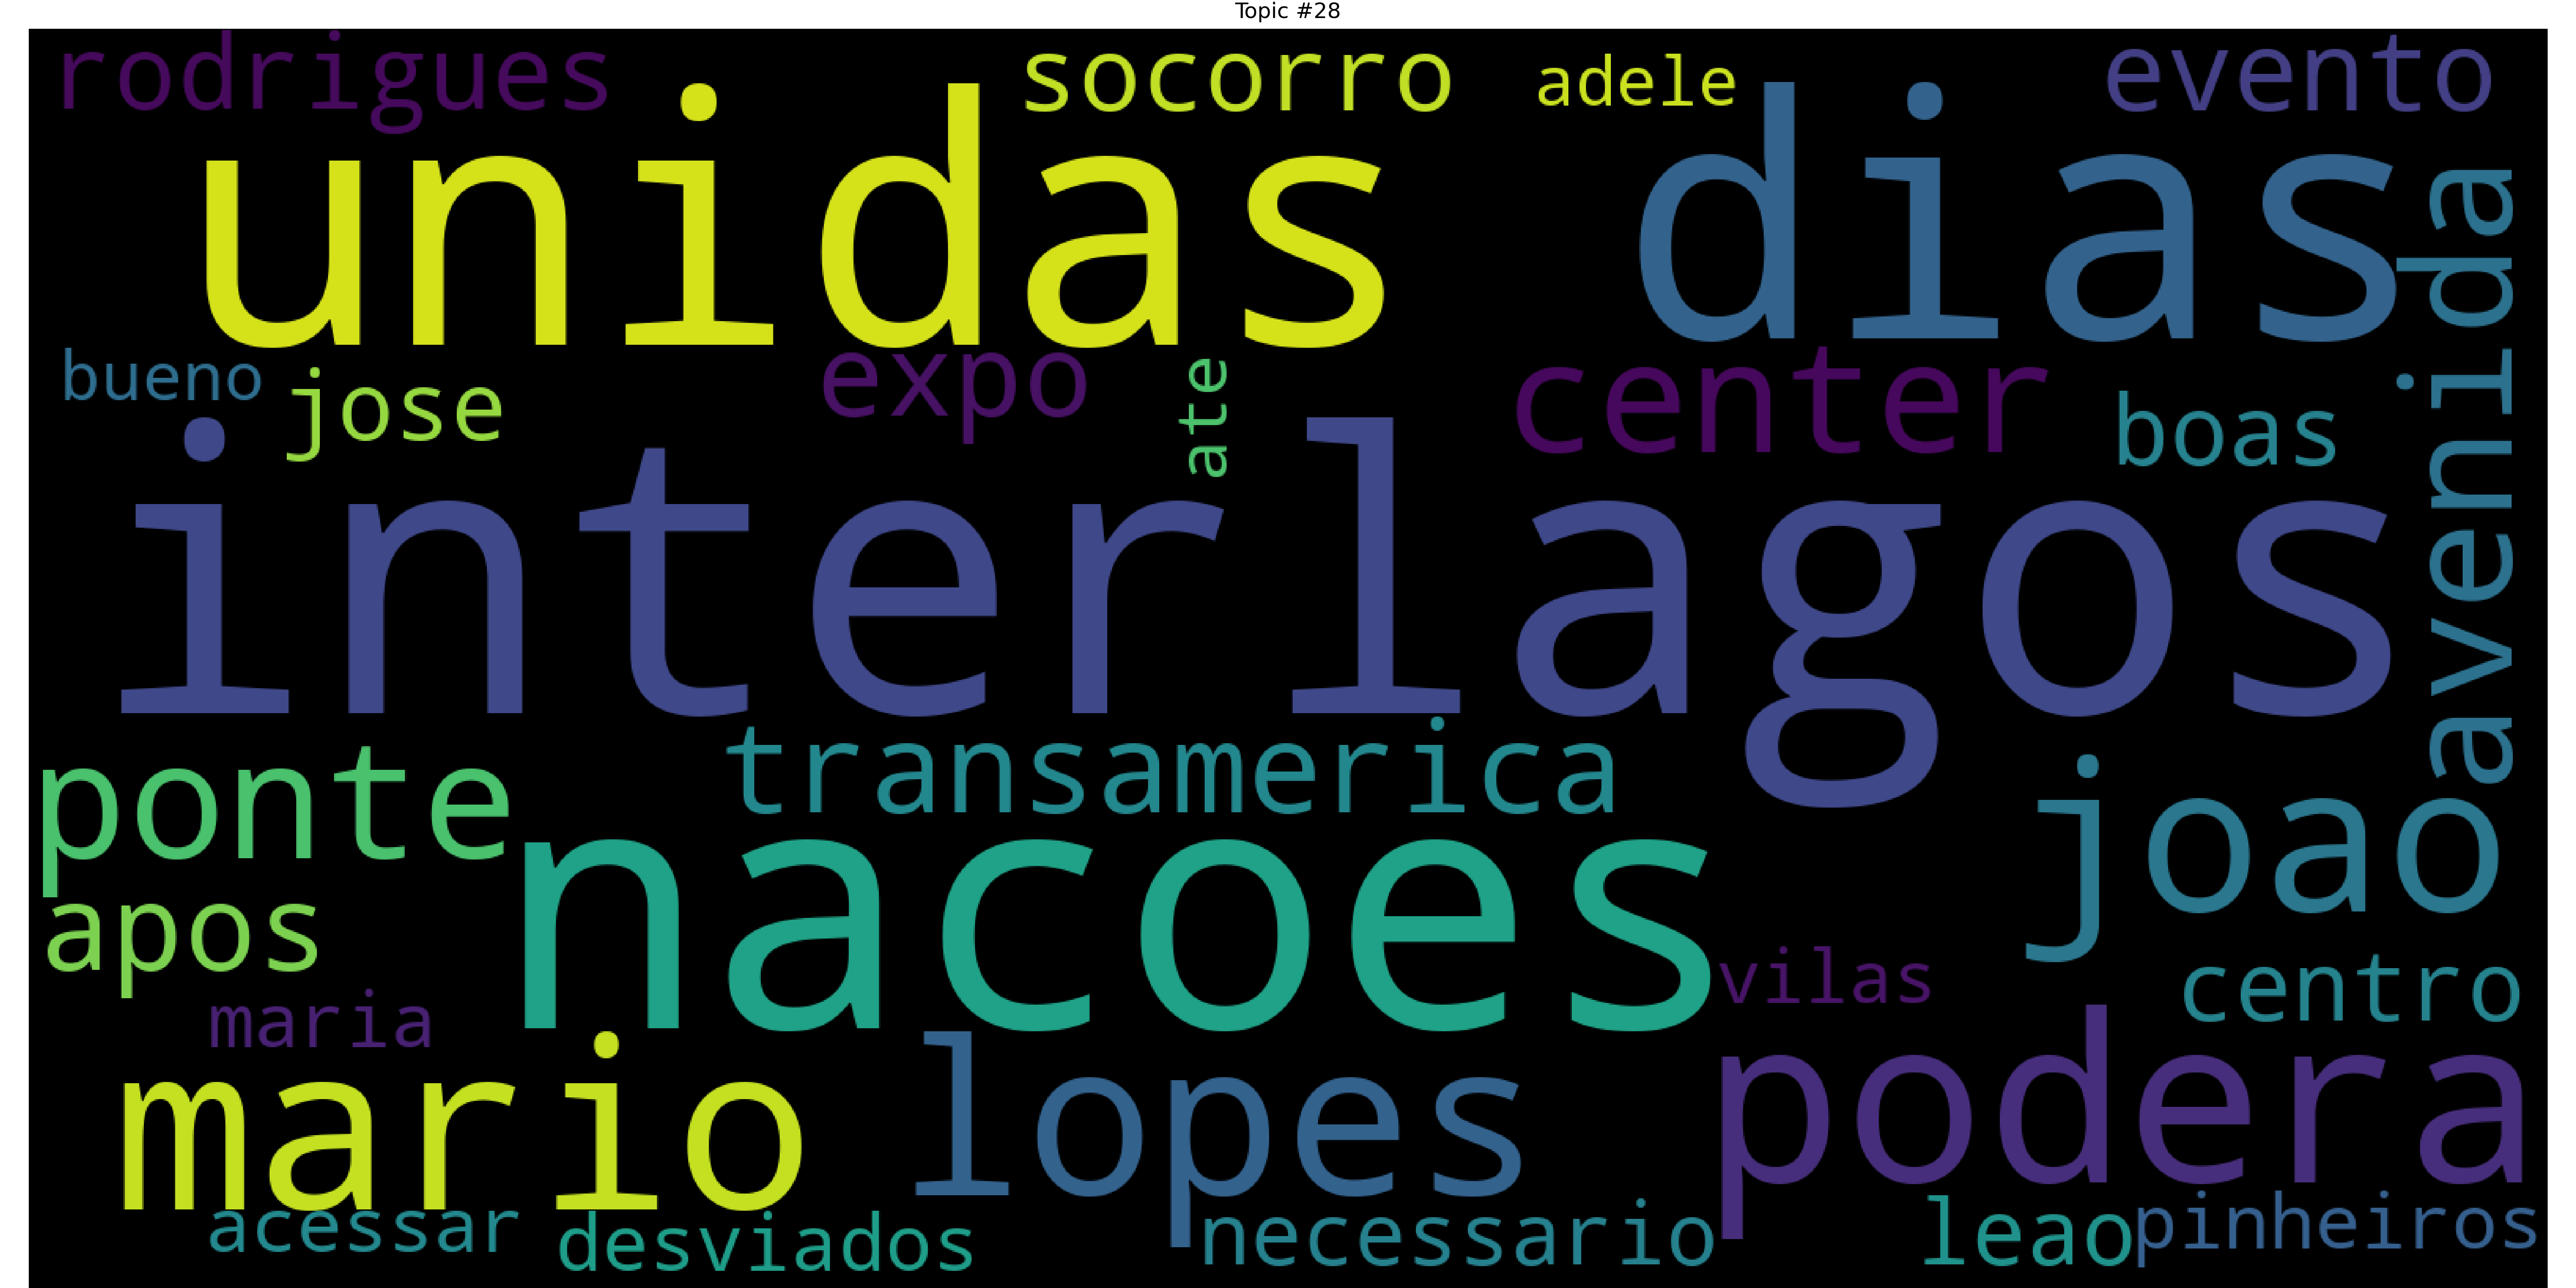 Topic #28
rodrigues
socorro
adele
evento
unidas
dias
avenida
bueno
jose
expo
ate
center
boas
interlagos
transamerica
ponte
joao
nacoes
apos
vilas
centro
maria
mario
lopes
podera
acessar
desviados
necessario
leao
pinheiros